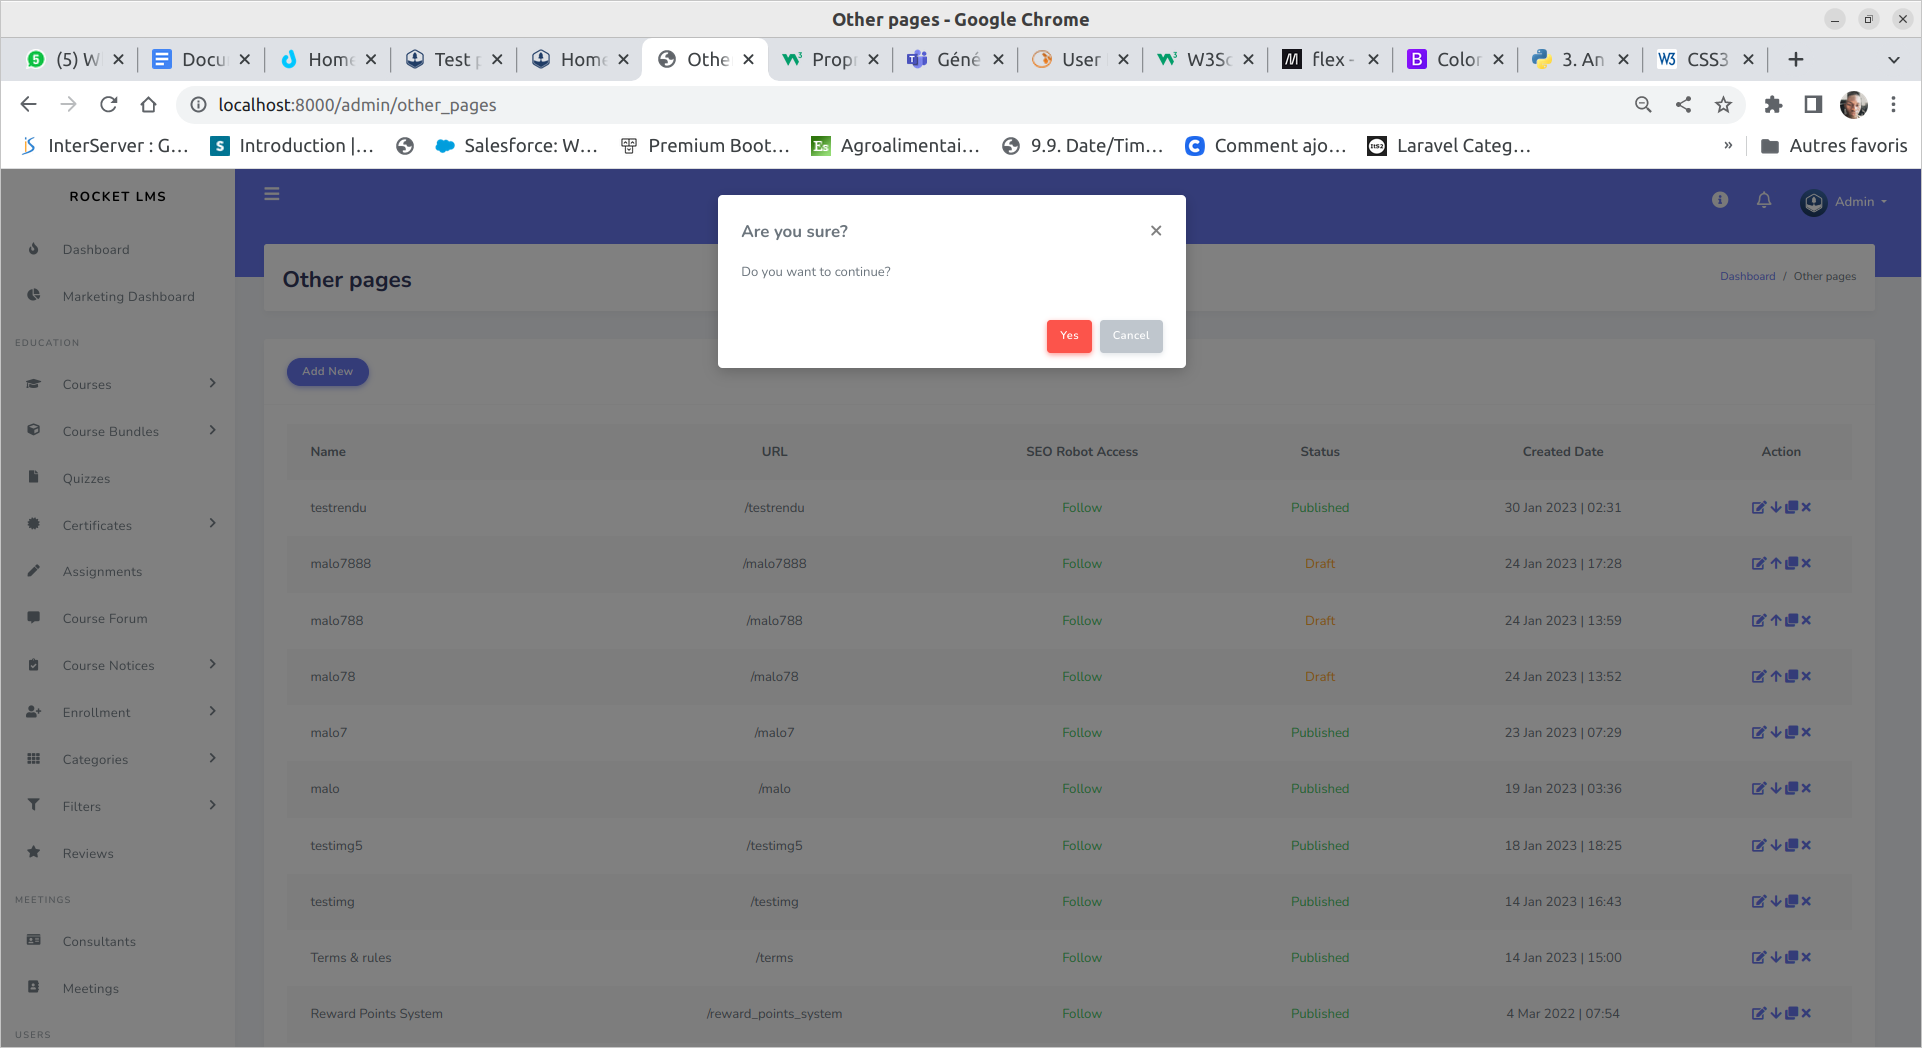 Other pages - Google Chrome
(5) W
Docu
Home
Test p
Home
Othe
Propr
Géné
User
W3Sc
flex -
Color
3. An
CSS3
localhost:8000/admin/other_pages
InterServer : G...
Introduction |...
Salesforce: W...
Premium Boot...
Agroalimentai...
9.9. Date/Tim...
Comment ajo...
Laravel Categ...
»
Autres favoris
ROCKET LMS
Admin
Are you sure?
Do you want to continue?
Yes
Cancel
Other pages
Dashboard / Other pages
Dashboard
Marketing Dashboard
EDUCATION
Courses
Course Bundles
Quizzes
Certificates
Assignments
Course Forum
Course Notices
Enrollment
Categories
Filters
Reviews
MEETINGS
Consultants
Meetings
USERS
Add New
Name URL SEO Robot Access Status Created Date Action
testrendu /testrendu Follow Published 30 Jan 2023 | 02:31
malo7888 /malo7888 Follow Draft 24 Jan 2023 | 17:28
malo788 /malo788 Follow Draft 24 Jan 2023 | 13:59
malo78 /malo78 Follow Draft 24 Jan 2023 | 13:52
malo7 /malo7 Follow Published 23 Jan 2023 | 07:29
malo /malo Follow Published 19 Jan 2023 | 03:36
testimg5 /testimg5 Follow Published 18 Jan 2023 | 18:25
testimg /testimg Follow Published 14 Jan 2023 | 16:43
Terms & rules /terms Follow Published 14 Jan 2023 | 15:00
Reward Points System /reward_points_system Follow Published 4 Mar 2022 | 07:54